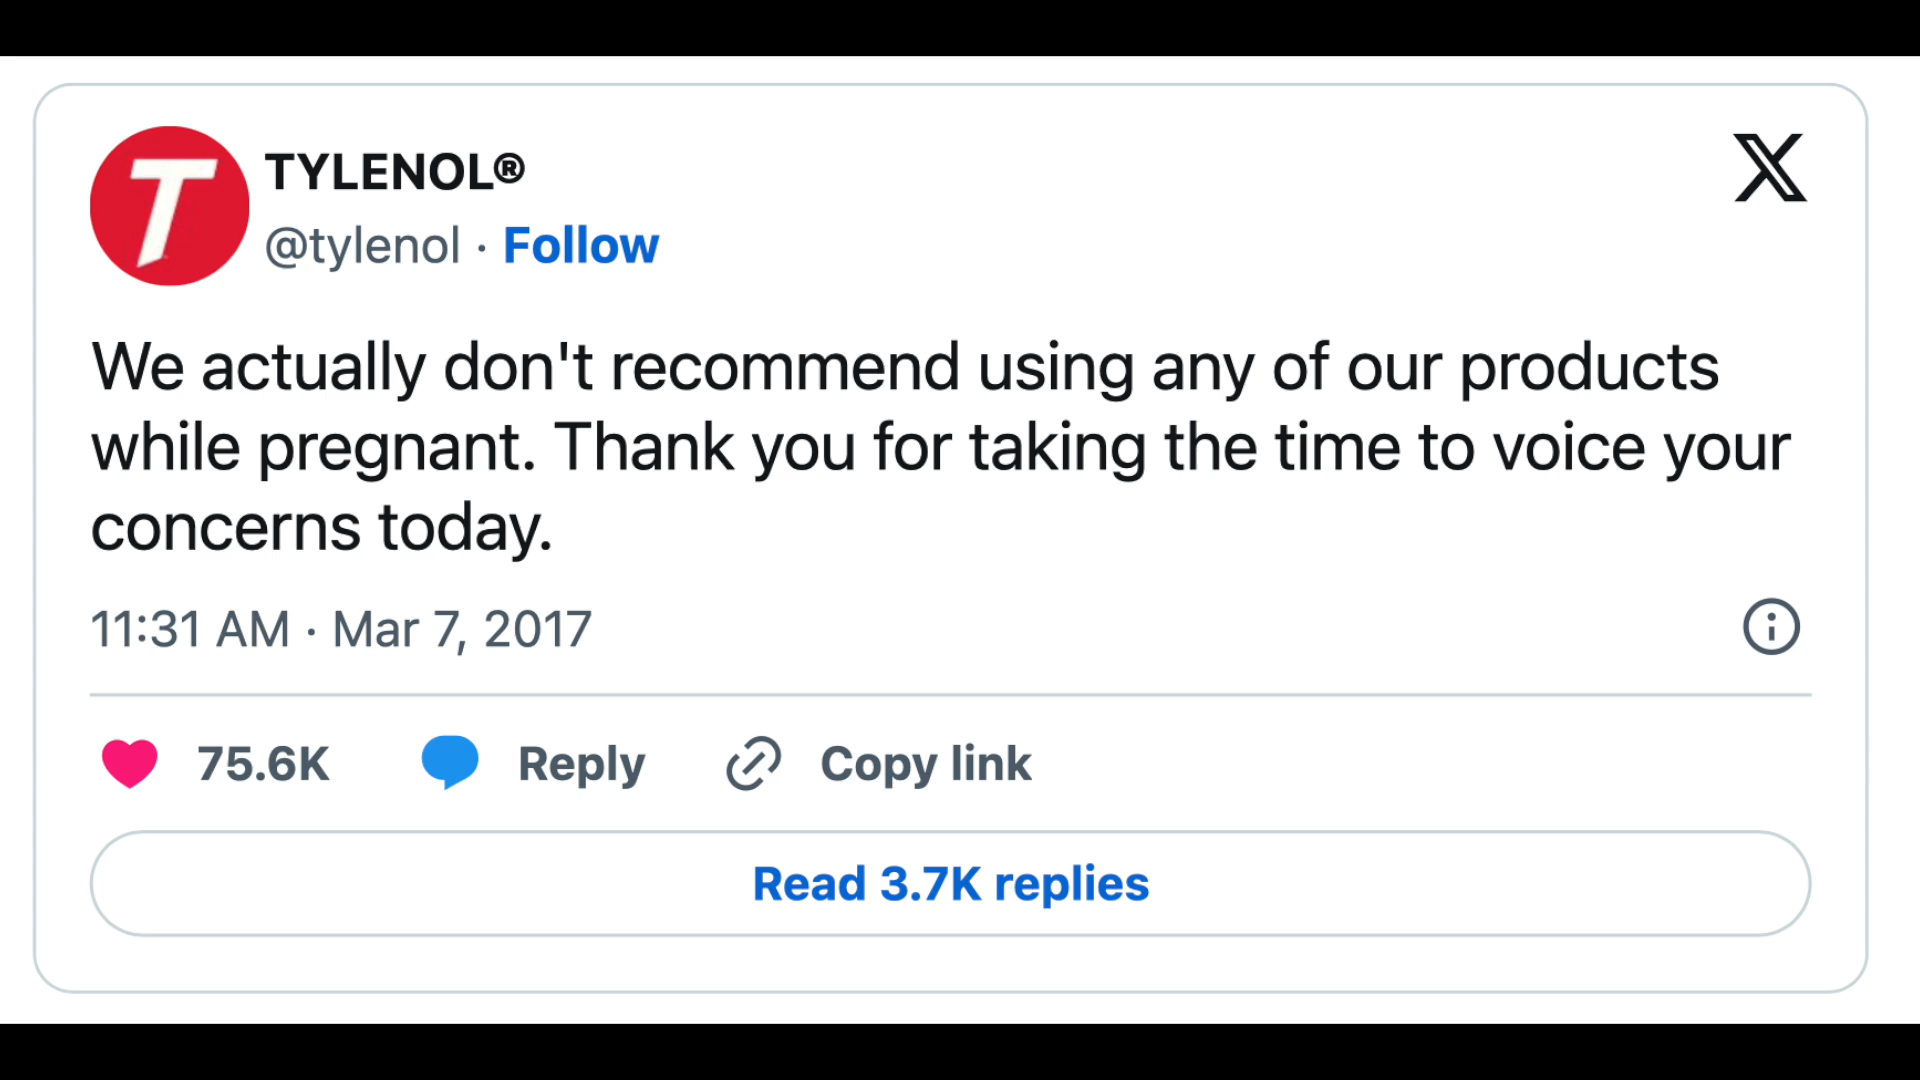 T
TYLENOL®
@tylenol · Follow
X
We actually don't recommend using any of our products
while pregnant. Thank you for taking the time to voice your
concerns today.
11:31 AM · Mar 7, 2017
75.6K Reply Copy link
Read 3.7K replies